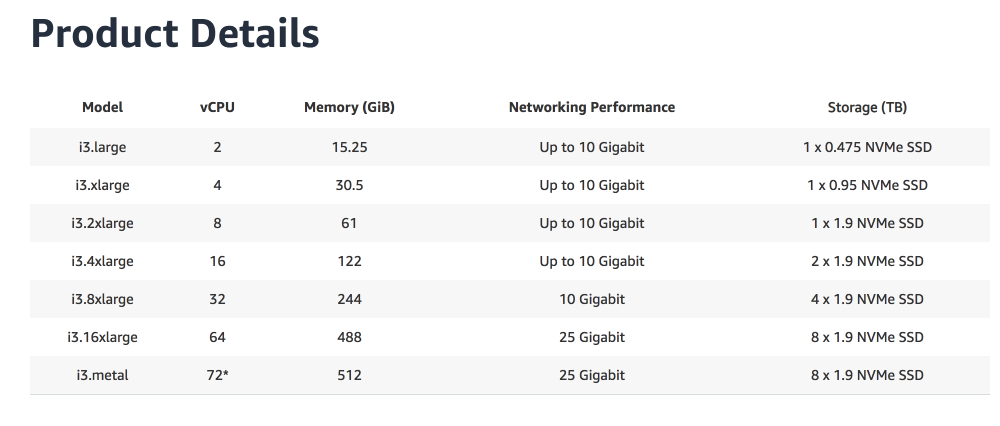 Product Details
Model vCPU Memory (GiB) Networking Performance Storage (TB)
i3.large 2 15.25 Up to 10 Gigabit 1 x 0.475 NVMe SSD
i3.xlarge 4 30.5 Up to 10 Gigabit 1 x 0.95 NVMe SSD
i3.2xlarge 8 61 Up to 10 Gigabit 1 x 1.9 NVMe SSD
i3.4xlarge 16 122 Up to 10 Gigabit 2 x 1.9 NVMe SSD
i3.8xlarge 32 244 10 Gigabit 4 x 1.9 NVMe SSD
i3.16xlarge 64 488 25 Gigabit 8 x 1.9 NVMe SSD
i3.metal 72* 512 25 Gigabit 8 x 1.9 NVMe SSD